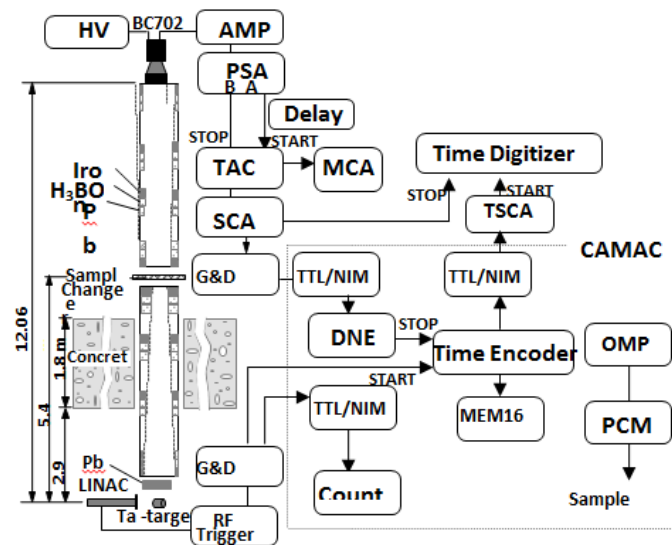 HV
BC702
AMP
PSA
B A
Delay
STOP
START
TAC
MCA
Time Digitizer
STOP
START
TSCA
SCA
CAMAC
Iro
n
H₃BO
P
b
Sampl
e
Change
r
G&D
TTL/NIM
TTL/NIM
DNE
STOP
Time Encoder
OMP
START
Concret
12.06
5.4
1.8 m
2.9
TTL/NIM
MEM16
PCM
Pb
LINAC
G&D
Count
Sample
Ta -targe
RF
Trigger